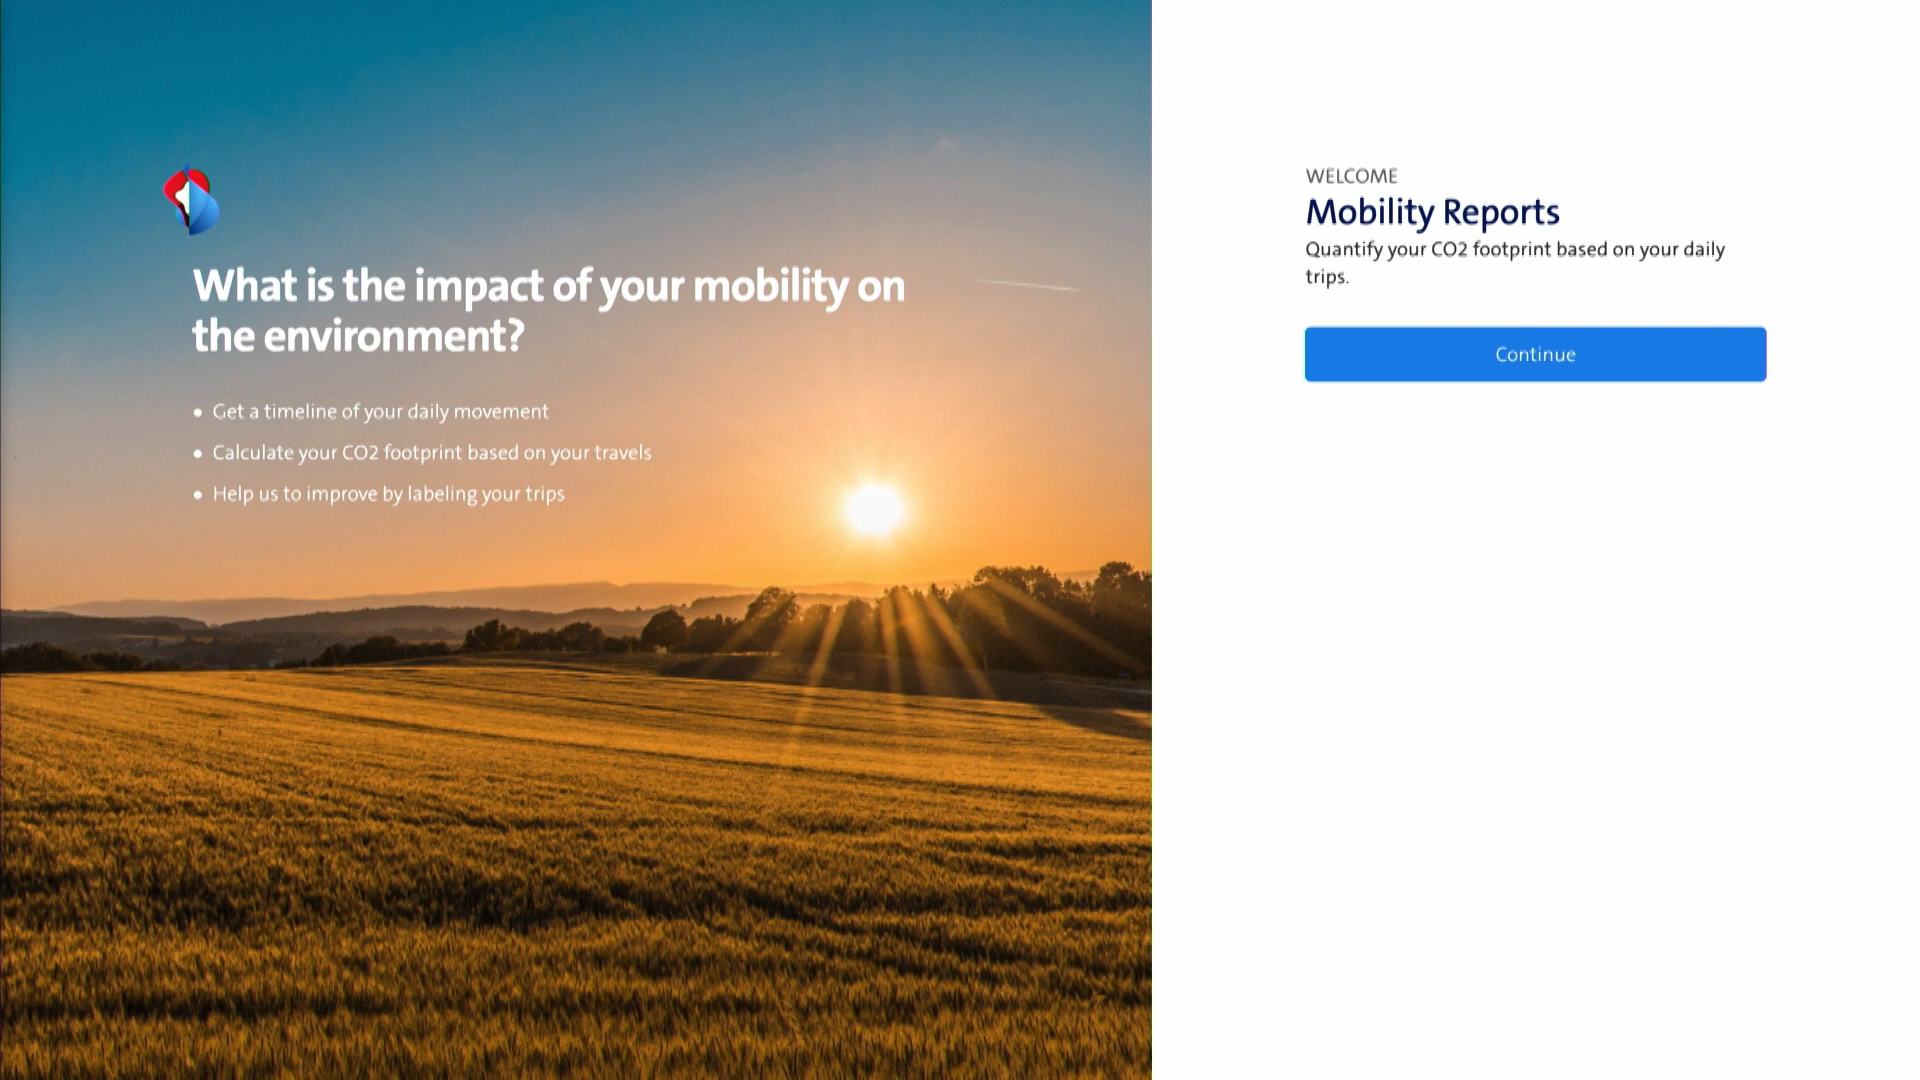 What is the impact of your mobility on
the environment?
Get a timeline of your daily movement
Calculate your CO2 footprint based on your travels
Help us to improve by labeling your trips
WELCOME
Mobility Reports
Quantify your CO2 footprint based on your daily
trips.
Continue